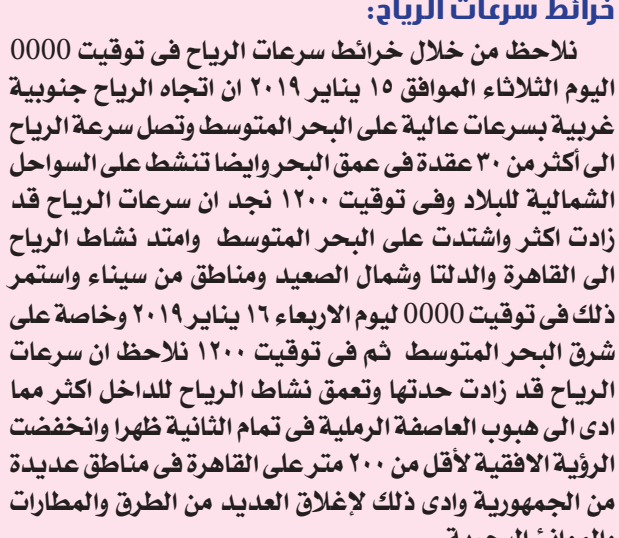 خرائط سرعات الرياح:
نلاحظ من خلال خرائط سرعات الرياح فى توقيت 0000
اليوم الثلاثاء الموافق ١٥ يناير ٢٠١٩ ان اتجاه الرياح جنوبية
غربية بسرعات عالية على البحر المتوسط وتصل سرعة الرياح
الى أكثر من ٣٠ عقدة فى عمق البحر وايضا تنشط على السواحل
الشمالية للبلاد وفى توقيت ١٢٠٠ نجد ان سرعات الرياح قد
زادت اكثر واشتدت على البحر المتوسط وامتد نشاط الرياح
الى القاهرة والدلتا وشمال الصعيد ومناطق من سيناء واستمر
ذلك فى توقيت 0000 ليوم الاربعاء ١٦ يناير ٢٠١٩ وخاصة على
شرق البحر المتوسط ثم فى توقيت ١٢٠٠ نلاحظ ان سرعات
الرياح قد زادت حدتها وتعمق نشاط الرياح للداخل اكثر مما
ادى الى هبوب العاصفة الرملية فى تمام الثانية ظهرا وانخفضت
الرؤية الافقية لأقل من ٢٠٠ متر على القاهرة فى مناطق عديدة
من الجمهورية وادى ذلك لإغلاق العديد من الطرق والمطارات